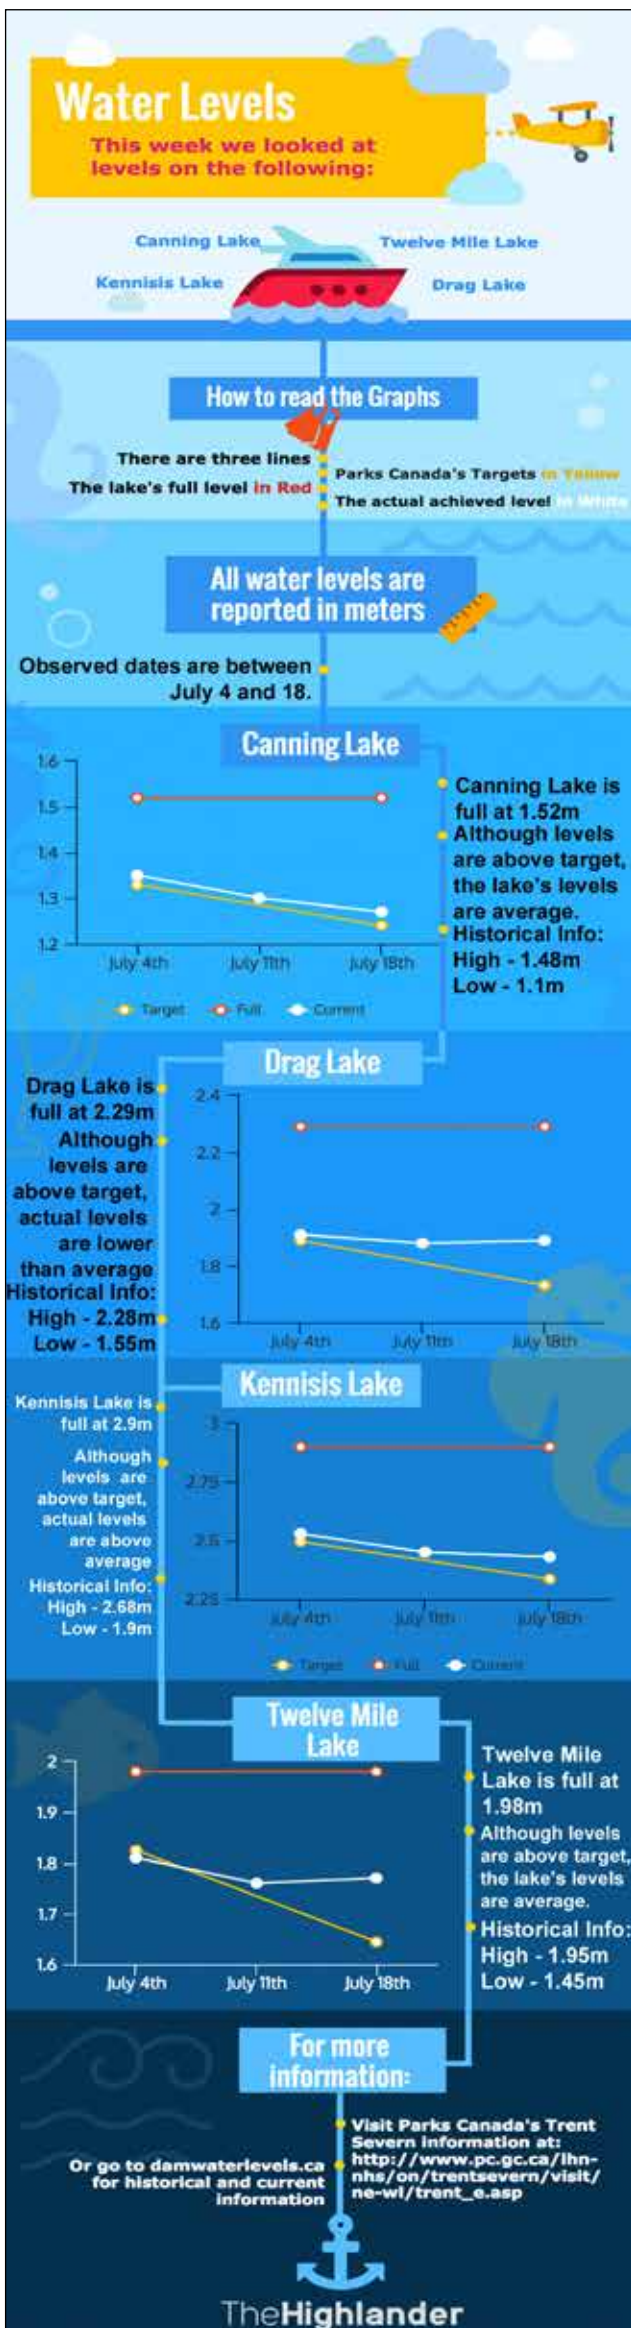 Water Levels
This week we looked at
levels on the following:
Canning Lake
Twelve Mile Lake
Kennisis Lake
Drag Lake
How to read the Graphs
There are three lines
Parks Canada's Targets in Yellow
The lake's full level in Red
The actual achieved level in White
All water levels are
reported in meters
Observed dates are between
July 4 and 18.
Canning Lake
1.6
1.5
1.4
1.3
1.2
July 4th
July 11th
July 18th
Target
Full
Current
Canning Lake is
full at 1.52m
Although levels
are above target,
the lake's levels
are average.
Historical Info:
High - 1.48m
Low - 1.1m
Drag Lake
Drag Lake is
full at 2.29m
Although
levels are
above target,
actual levels
are lower
than average
Historical Info:
High - 2.28m
Low - 1.55m
2.4
2.2
2
1.8
1.6
July 4th
July 11th
July 18th
Kennisis Lake
Kennisis Lake is
full at 2.9m
Although
levels are
above target,
actual levels
are above
average
Historical Info:
High - 2.68m
Low - 1.9m
3
2.75
2.5
2.25
July 4th
July 11th
July 18th
Target
Full
Current
Twelve Mile
Lake
2
1.9
1.8
1.7
1.6
July 4th
July 11th
July 18th
Twelve Mile
Lake is full at
1.98m
Although levels
are above target,
the lake's levels
are average.
Historical Info:
High - 1.95m
Low - 1.45m
For more
information:
Visit Parks Canada's Trent
Severn information at:
http://www.pc.gc.ca/lhn-
nhs/on/trentsevern/visit/
ne-wl/trent_e.asp
Or go to damwaterlevels.ca
for historical and current
information
TheHighlander